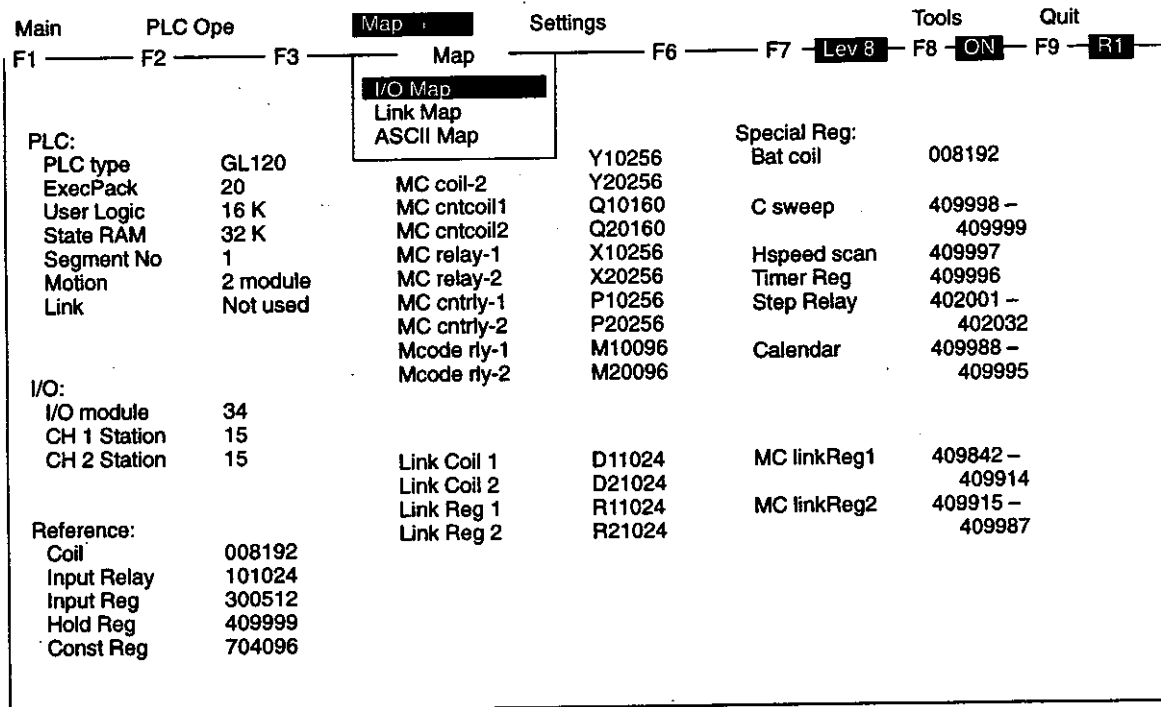 Main PLC Ope Map Settings Tools Quit
F1 F2 F3 Map F6 F7 Lev 8 F8 ON F9 R1
I/O Map
Link Map
ASCII Map
PLC:
PLC type GL120
ExecPack 20
User Logic 16 K
State RAM 32 K
Segment No 1
Motion 2 module
Link Not used
I/O:
I/O module 34
CH 1 Station 15
CH 2 Station 15
Reference:
Coil 008192
Input Relay 101024
Input Reg 300512
Hold Reg 409999
Const Reg 704096
Y10256
MC coil-2 Y20256
MC cntcoil1 Q10160
MC cntcoil2 Q20160
MC relay-1 X10256
MC relay-2 X20256
MC cntrly-1 P10256
MC cntrly-2 P20256
Mcode rly-1 M10096
Mcode rly-2 M20096
Link Coil 1 D11024
Link Coil 2 D21024
Link Reg 1 R11024
Link Reg 2 R21024
Special Reg:
Bat coil 008192
C sweep 409998 –
409999
Hspeed scan 409997
Timer Reg 409996
Step Relay 402001 –
402032
Calendar 409988 –
409995
MC linkReg1 409842 –
409914
MC linkReg2 409915 –
409987